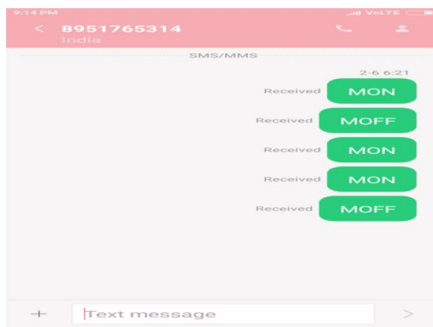 9:14 PM VoLTE
< 8951765314
India
SMS/MMS
2-6 6:21
Received MON
Received MOFF
Received MON
Received MON
Received MOFF
+ Text message >